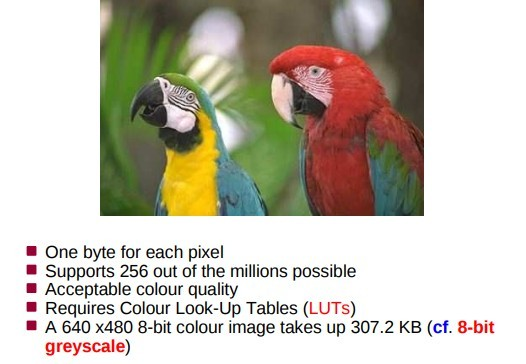 One byte for each pixel
Supports 256 out of the millions possible
Acceptable colour quality
Requires Colour Look-Up Tables (LUTs)
A 640 x480 8-bit colour image takes up 307.2 KB (cf. 8-bit
greyscale)